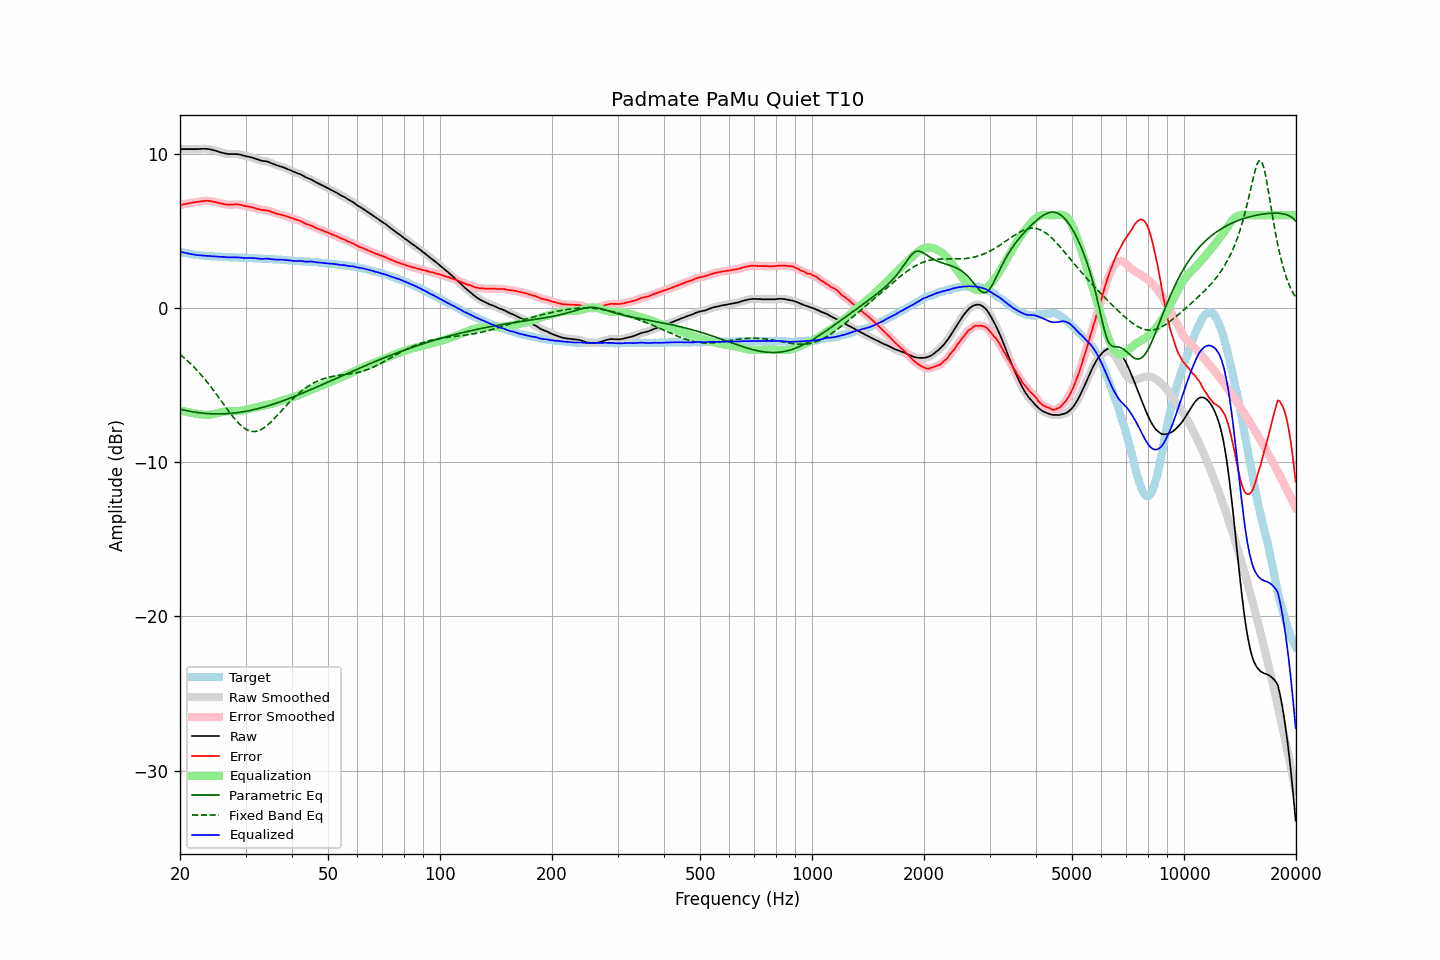 Padmate PaMu Quiet T10
Amplitude (dBr)
10
0
−10
−20
−30
Target
Raw Smoothed
Error Smoothed
Raw
Error
Equalization
Parametric Eq
Fixed Band Eq
Equalized
20 50 100 200 500 1000 2000 5000 10000 20000
Frequency (Hz)